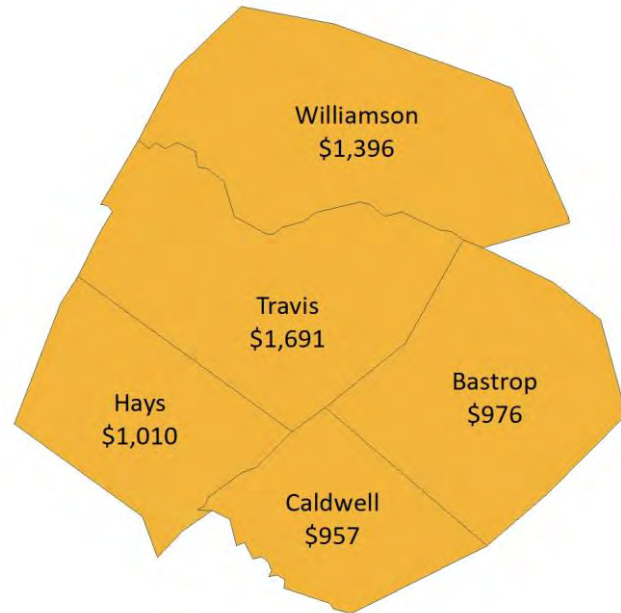 Williamson
$1,396
Travis
$1,691
Bastrop
$976
Hays
$1,010
Caldwell
$957